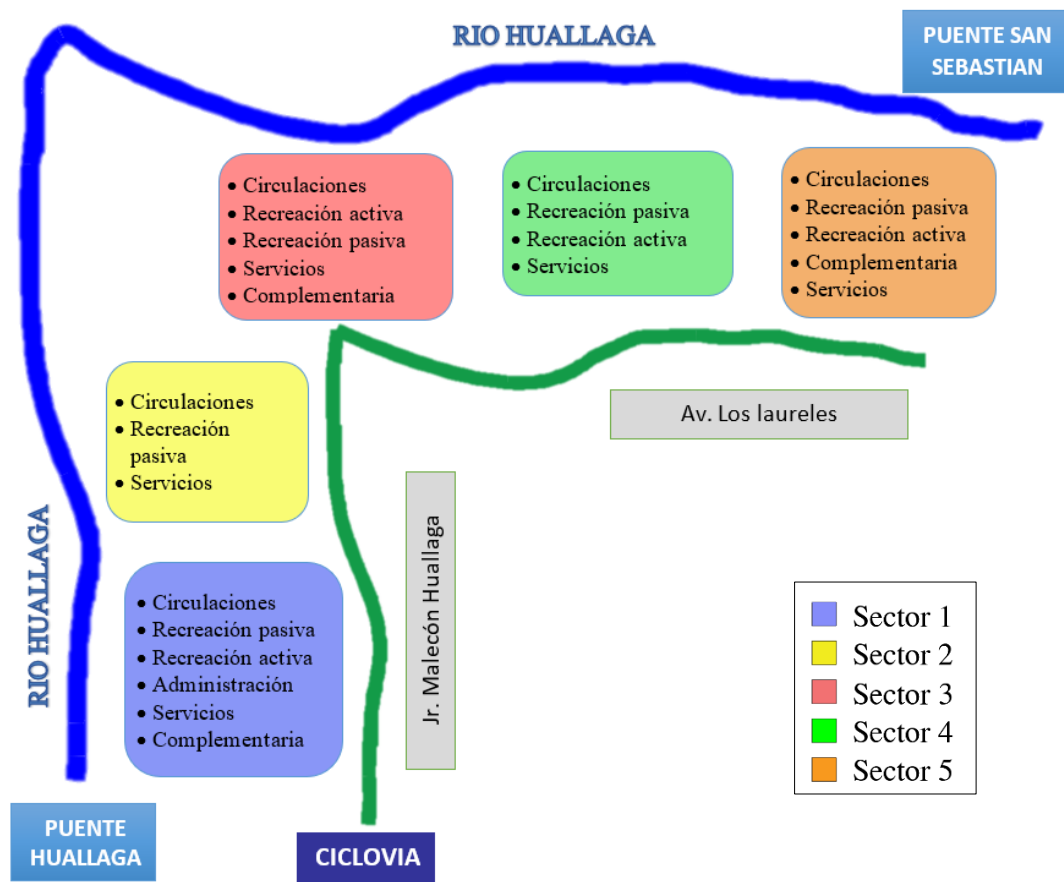 RIO HUALLAGA
PUENTE SAN
SEBASTIAN
• Circulaciones
• Recreación activa
• Recreación pasiva
• Servicios
• Complementaria
• Circulaciones
• Recreación pasiva
• Recreación activa
• Servicios
• Circulaciones
• Recreación pasiva
• Recreación activa
• Complementaria
• Servicios
• Circulaciones
• Recreación
pasiva
• Servicios
Av. Los laureles
RIO HUALLAGA
Jr. Malecón Huallaga
• Circulaciones
• Recreación pasiva
• Recreación activa
• Administración
• Servicios
• Complementaria
Sector 1
Sector 2
Sector 3
Sector 4
Sector 5
PUENTE
HUALLAGA
CICLOVIA